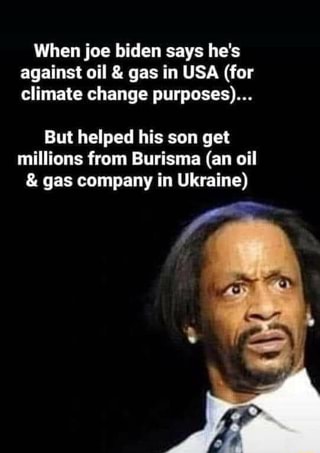 When joe biden says he's
against oil & gas in USA (for
climate change purposes)...
But helped his son get
millions from Burisma (an oil
& gas company in Ukraine)